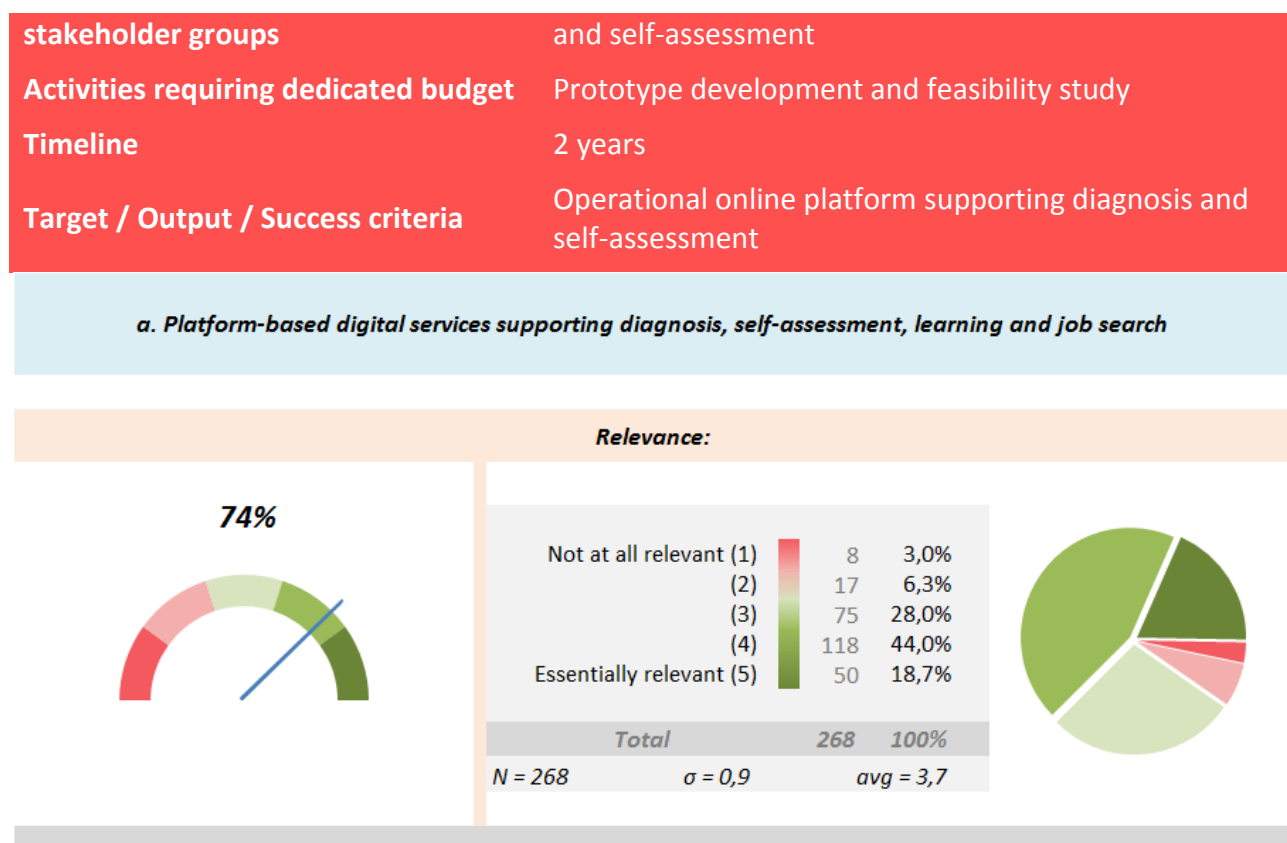 stakeholder groups and self-assessment
Activities requiring dedicated budget Prototype development and feasibility study
Timeline 2 years
Target / Output / Success criteria Operational online platform supporting diagnosis and
self-assessment
a. Platform-based digital services supporting diagnosis, self-assessment, learning and job search
Relevance:
74%
Not at all relevant (1) 8 3,0%
(2) 17 6,3%
(3) 75 28,0%
(4) 118 44,0%
Essentially relevant (5) 50 18,7%
Total 268 100%
N = 268 σ = 0,9 avg = 3,7